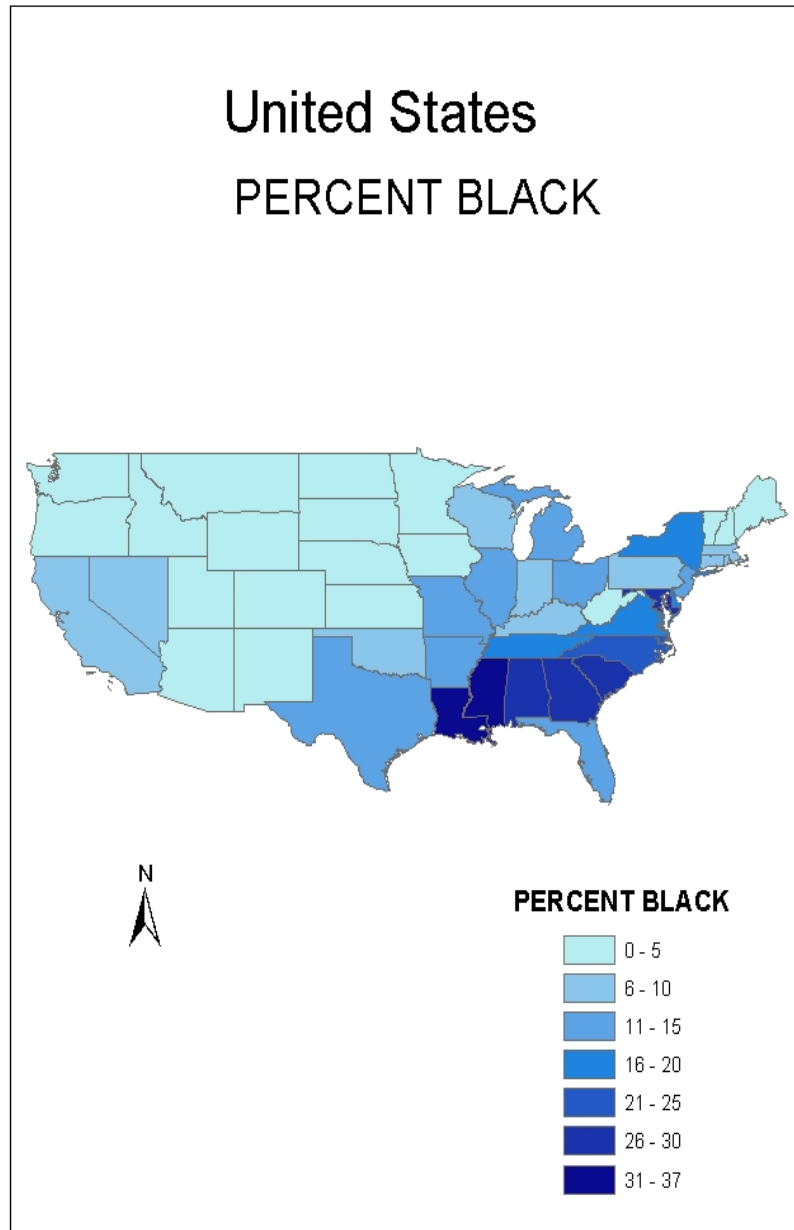 United States
PERCENT BLACK
N
PERCENT BLACK
0 - 5
6 - 10
11 - 15
16 - 20
21 - 25
26 - 30
31 - 37